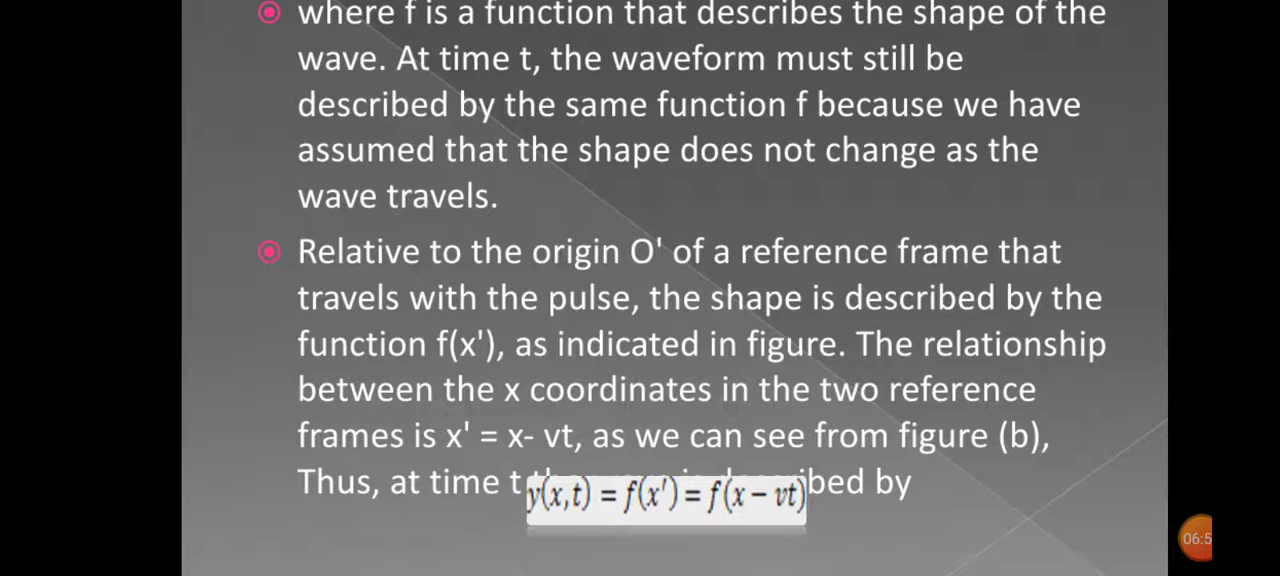 where f is a function that describes the shape of the
wave. At time t, the waveform must still be
described by the same function f because we have
assumed that the shape does not change as the
wave travels.
Relative to the origin O' of a reference frame that
travels with the pulse, the shape is described by the
function f(x'), as indicated in figure. The relationship
between the x coordinates in the two reference
frames is x' = x- vt, as we can see from figure (b),
Thus, at time t bed by
y(x,t) = f(x') = f(x − vt)
06:5